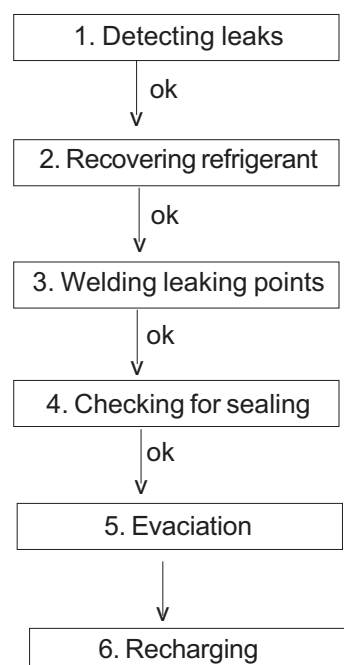 1. Detecting leaks
ok
2. Recovering refrigerant
ok
3. Welding leaking points
ok
4. Checking for sealing
ok
5. Evaciation
6. Recharging